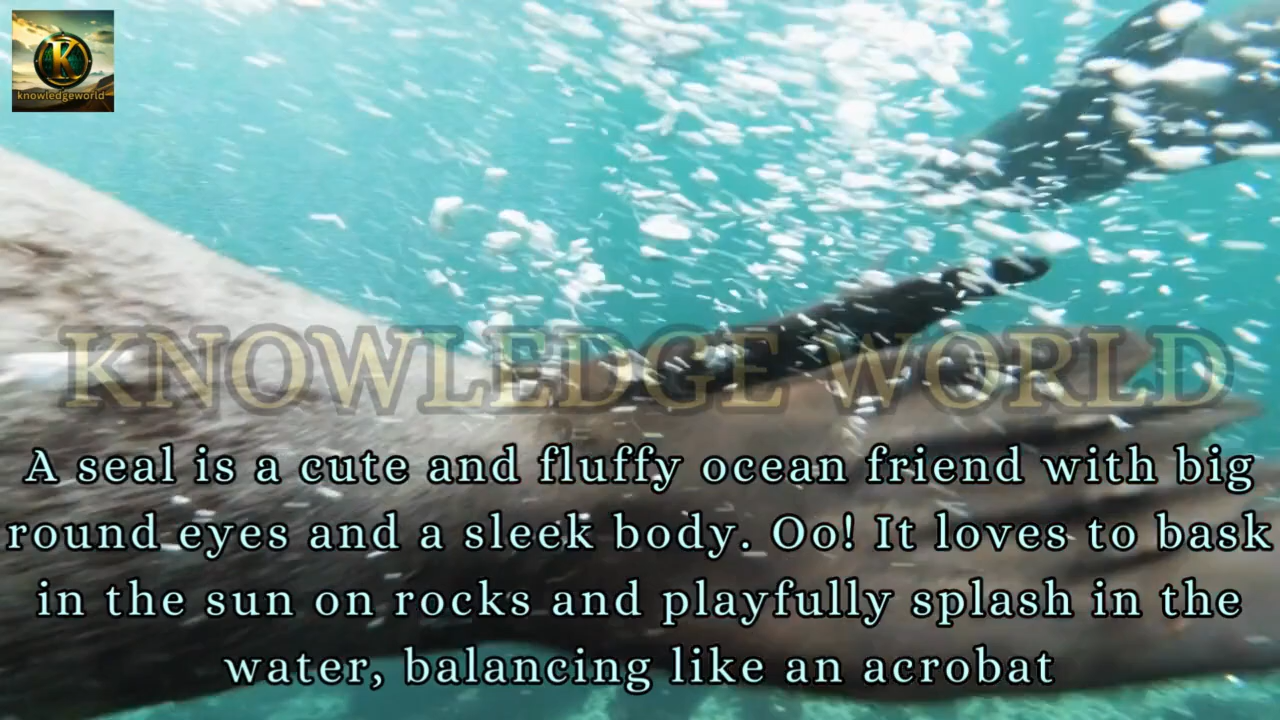 K
knowledgeworld
KNOWLEDGE WORLD
A seal is a cute and fluffy ocean friend with big
round eyes and a sleek body. Oo! It loves to bask
in the sun on rocks and playfully splash in the
water, balancing like an acrobat